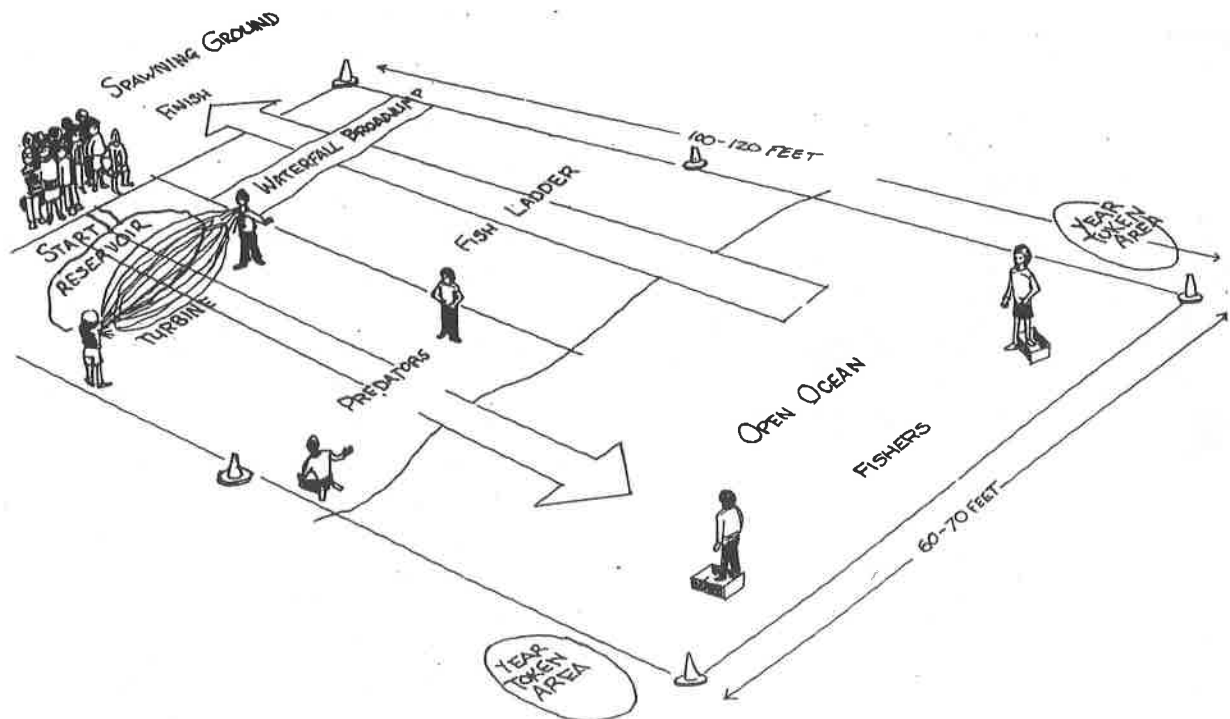 SPAWNING GROUND
FINISH
WATERFALL BROADJUMP
100-120 FEET
YEAR
TOKEN
AREA
FISH LADDER
START
RESERVOIR
TURBINE
PREDATORS
OPEN OCEAN
FISHERS
60-70 FEET
YEAR
TOKEN
AREA